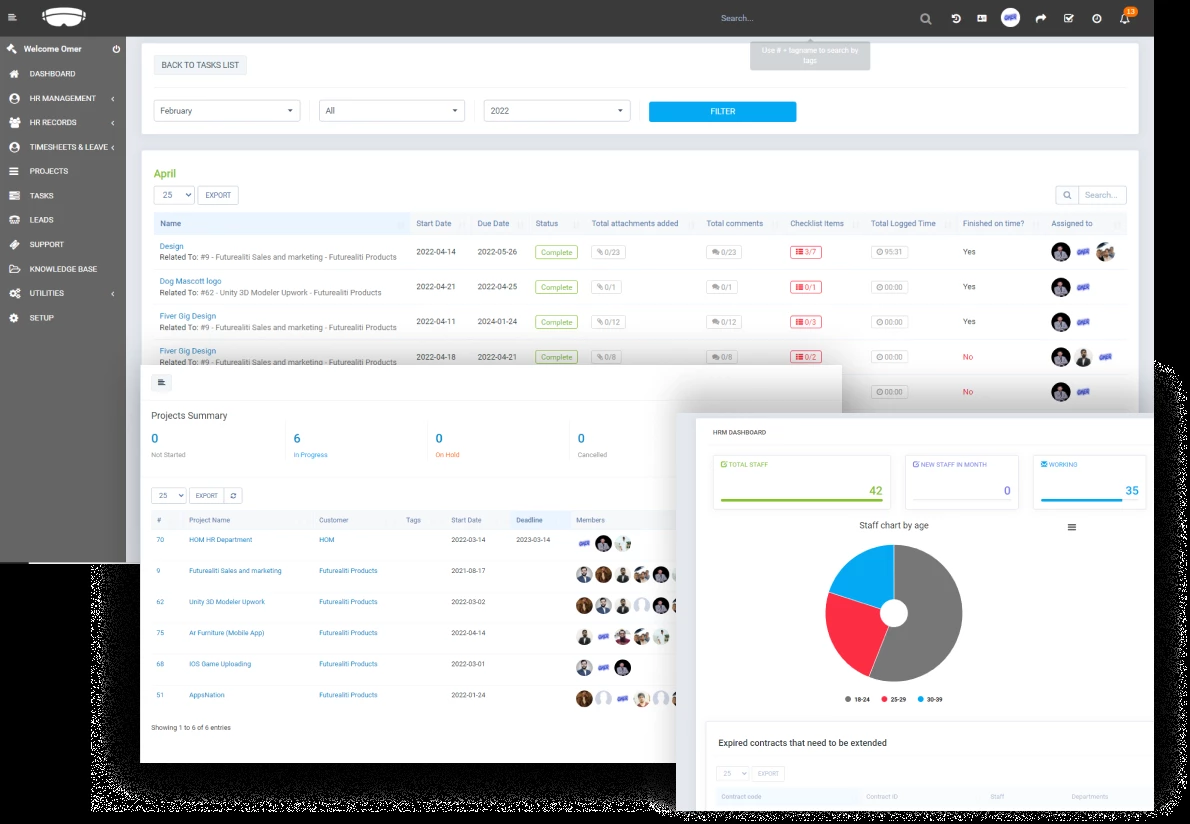 Search...
13
Use # + tagname to search by
tags
Welcome Omer
DASHBOARD
HR MANAGEMENT
HR RECORDS
TIMESHEETS & LEAVE
PROJECTS
TASKS
LEADS
SUPPORT
KNOWLEDGE BASE
UTILITIES
SETUP
BACK TO TASKS LIST
February All 2022 FILTER
April
25 EXPORT Search...
Name Start Date Due Date Status Total attachments added Total comments Checklist Items Total Logged Time Finished on time? Assigned to
Design
Related To: #9 - Futurealiti Sales and marketing - Futurealiti Products 2022-04-14 2022-05-26 Complete 0/23 0/23 3/7 95:31 Yes
Dog Mascott logo
Related To: #62 - Unity 3D Modeler Upwork - Futurealiti Products 2022-04-21 2022-04-25 Complete 0/1 0/1 0/1 00:00 Yes
Fiver Gig Design
Related To: #9 - Futurealiti Sales and marketing - Futurealiti Products 2022-04-11 2024-01-24 Complete 0/12 0/12 0/3 00:00 Yes
Fiver Gig Design
Related To: #9 - Futurealiti Sales and marketing - Futurealiti Products 2022-04-18 2022-04-21 Complete 0/8 0/8 0/2 00:00 No
00:00 No
Projects Summary
0 6 0 0
Not Started In Progress On Hold Cancelled
25 EXPORT
# Project Name Customer Tags Start Date Deadline Members
70 HOM HR Department HOM 2022-03-14 2023-03-14
9 Futurealiti Sales and marketing Futurealiti Products 2021-08-17
62 Unity 3D Modeler Upwork Futurealiti Products 2022-03-02
75 Ar Furniture (Mobile App) Futurealiti Products 2022-04-14
68 IOS Game Uploading Futurealiti Products 2022-03-01
51 AppsNation Futurealiti Products 2022-01-24
Showing 1 to 6 of 6 entries
HRM DASHBOARD
TOTAL STAFF NEW STAFF IN MONTH WORKING
42 0 35
Staff chart by age
18-24 25-29 30-39
Expired contracts that need to be extended
25 EXPORT
Contract code Contract ID Staff Departments